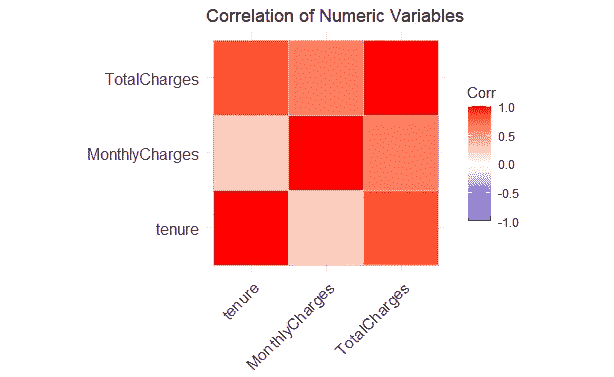 Correlation of Numeric Variables
TotalCharges
MonthlyCharges
tenure
Corr
1.0
0.5
0.0
-0.5
-1.0
tenure
MonthlyCharges
TotalCharges